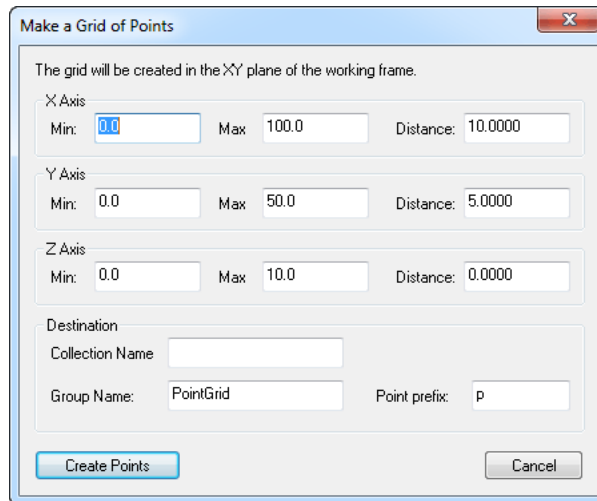 Make a Grid of Points
The grid will be created in the XY plane of the working frame.
X Axis
Min: 0.0 Max 100.0 Distance: 10.0000
Y Axis
Min: 0.0 Max 50.0 Distance: 5.0000
Z Axis
Min: 0.0 Max 10.0 Distance: 0.0000
Destination
Collection Name
Group Name: PointGrid Point prefix: p
Create Points Cancel